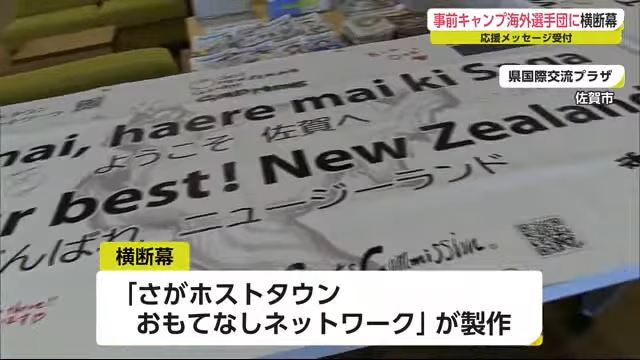 事前キャンプ海外選手団に横断幕
応援メッセージ受付
県国際交流プラザ
佐賀市
mai, haere mai ki Saga
ようこそ 佐賀へ
r best! New Zealand
んばれ、ニュージーランド
横断幕
「さがホストタウン
おもてなしネットワーク」が製作